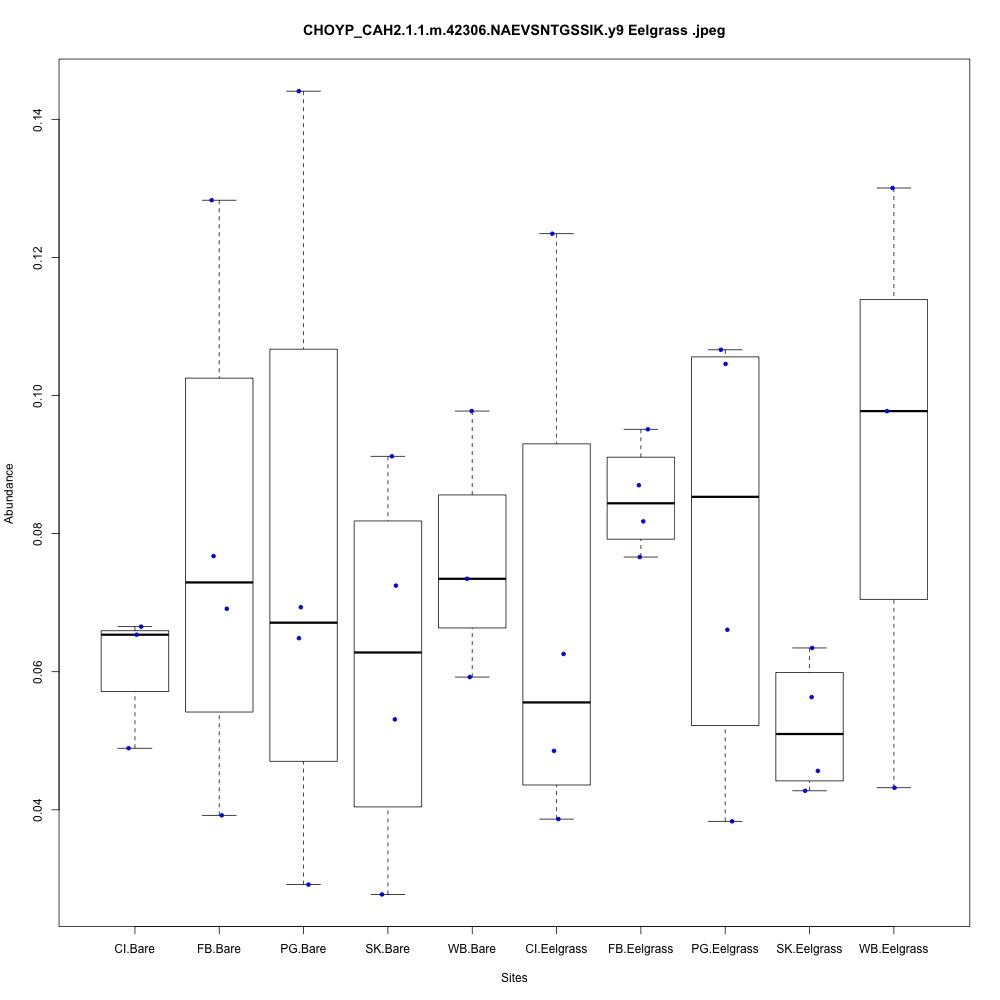 CHOYP_CAH2.1.1.m.42306.NAEVSNTGSSIK.y9 Eelgrass .jpeg
Abundance
0.14
0.12
0.10
0.08
0.06
0.04
CI.Bare FB.Bare PG.Bare SK.Bare WB.Bare CI.Eelgrass FB.Eelgrass PG.Eelgrass SK.Eelgrass WB.Eelgrass
Sites